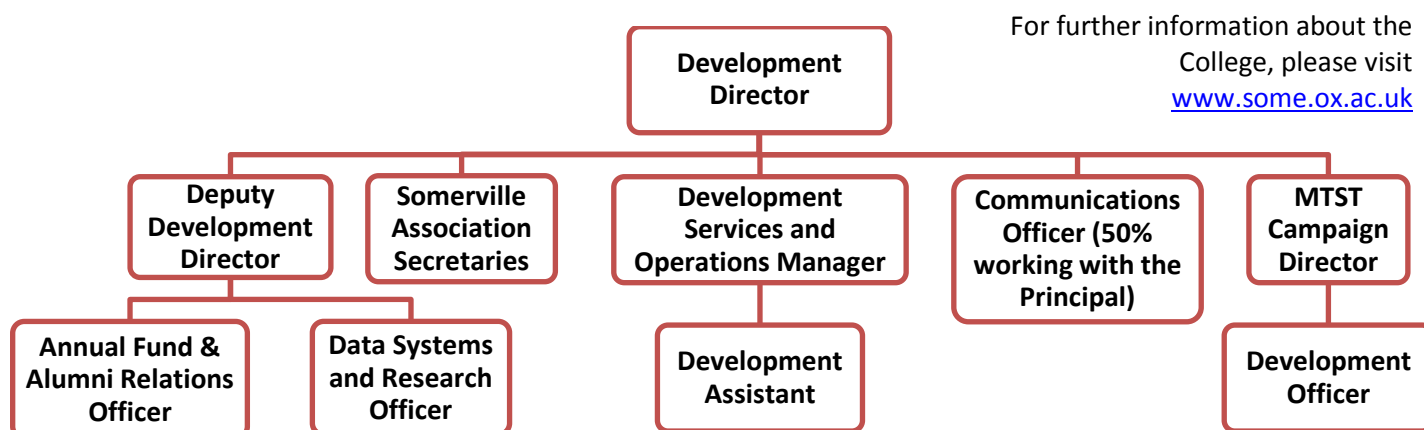 For further information about the
College, please visit
www.some.ox.ac.uk
Development
Director
Deputy
Development
Director
Somerville
Association
Secretaries
Development
Services and
Operations Manager
Communications
Officer (50%
working with the
Principal)
MTST
Campaign
Director
Annual Fund &
Alumni Relations
Officer
Data Systems
and Research
Officer
Development
Assistant
Development
Officer